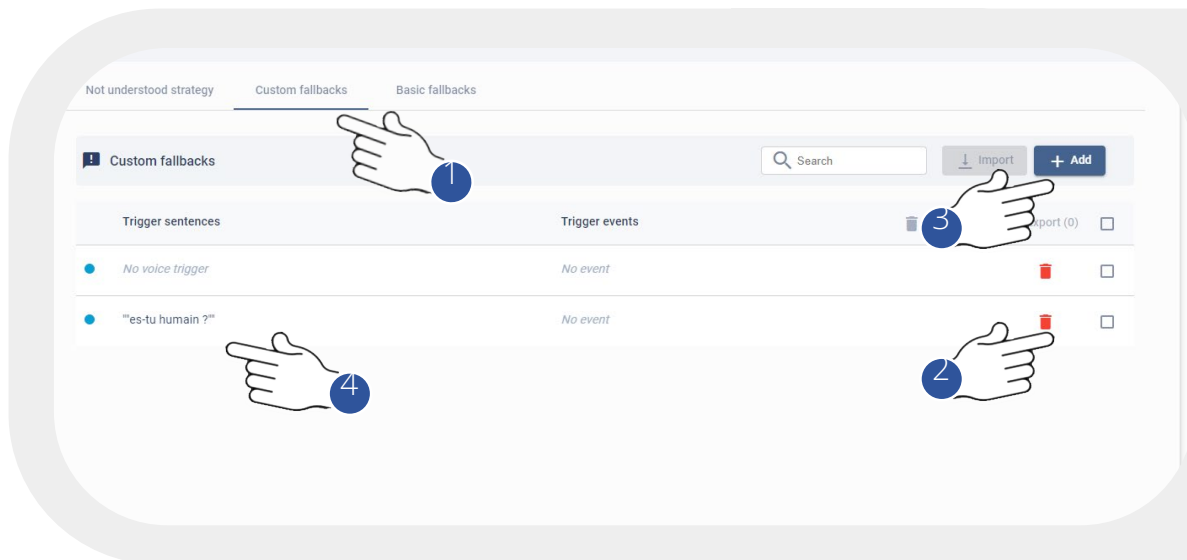 Not understood strategy Custom fallbacks Basic fallbacks
1
Custom fallbacks Search Import + Add
3
Trigger sentences Trigger events (0)
No voice trigger No event
""es-tu humain ?"" No event
2
4